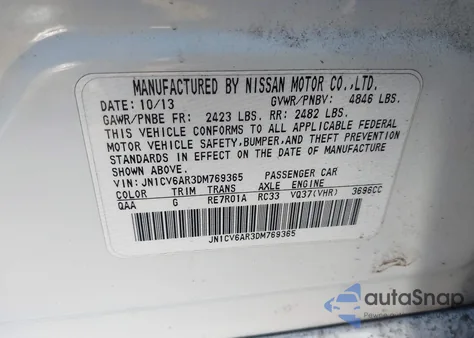 MANUFACTURED BY NISSAN MOTOR CO.,LTD.
DATE: 10/13 GVWR/PNBV: 4846 LBS.
GAWR/PNBE FR: 2423 LBS. RR: 2482 LBS.
THIS VEHICLE CONFORMS TO ALL APPLICABLE FEDERAL
MOTOR VEHICLE SAFETY,BUMPER,AND THEFT PREVENTION
STANDARDS IN EFFECT ON THE DATE OF MANUFACTURE
SHOWN ABOVE.
VIN: JN1CV6AR3DM769365 PASSENGER CAR
COLOR TRIM TRANS AXLE ENGINE
QAA G RE7R01A RC33 VQ37(VHR) 3696CC
JN1CV6AR3DM769365
autoSnap
Powered by AutoAstat